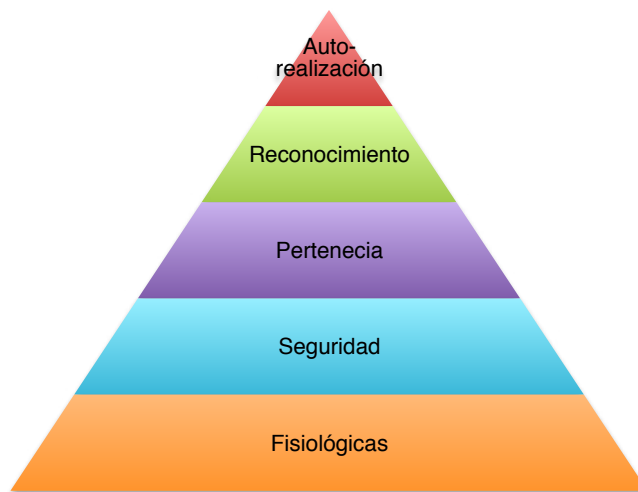 Auto-
realización
Reconocimiento
Pertenecia
Seguridad
Fisiológicas